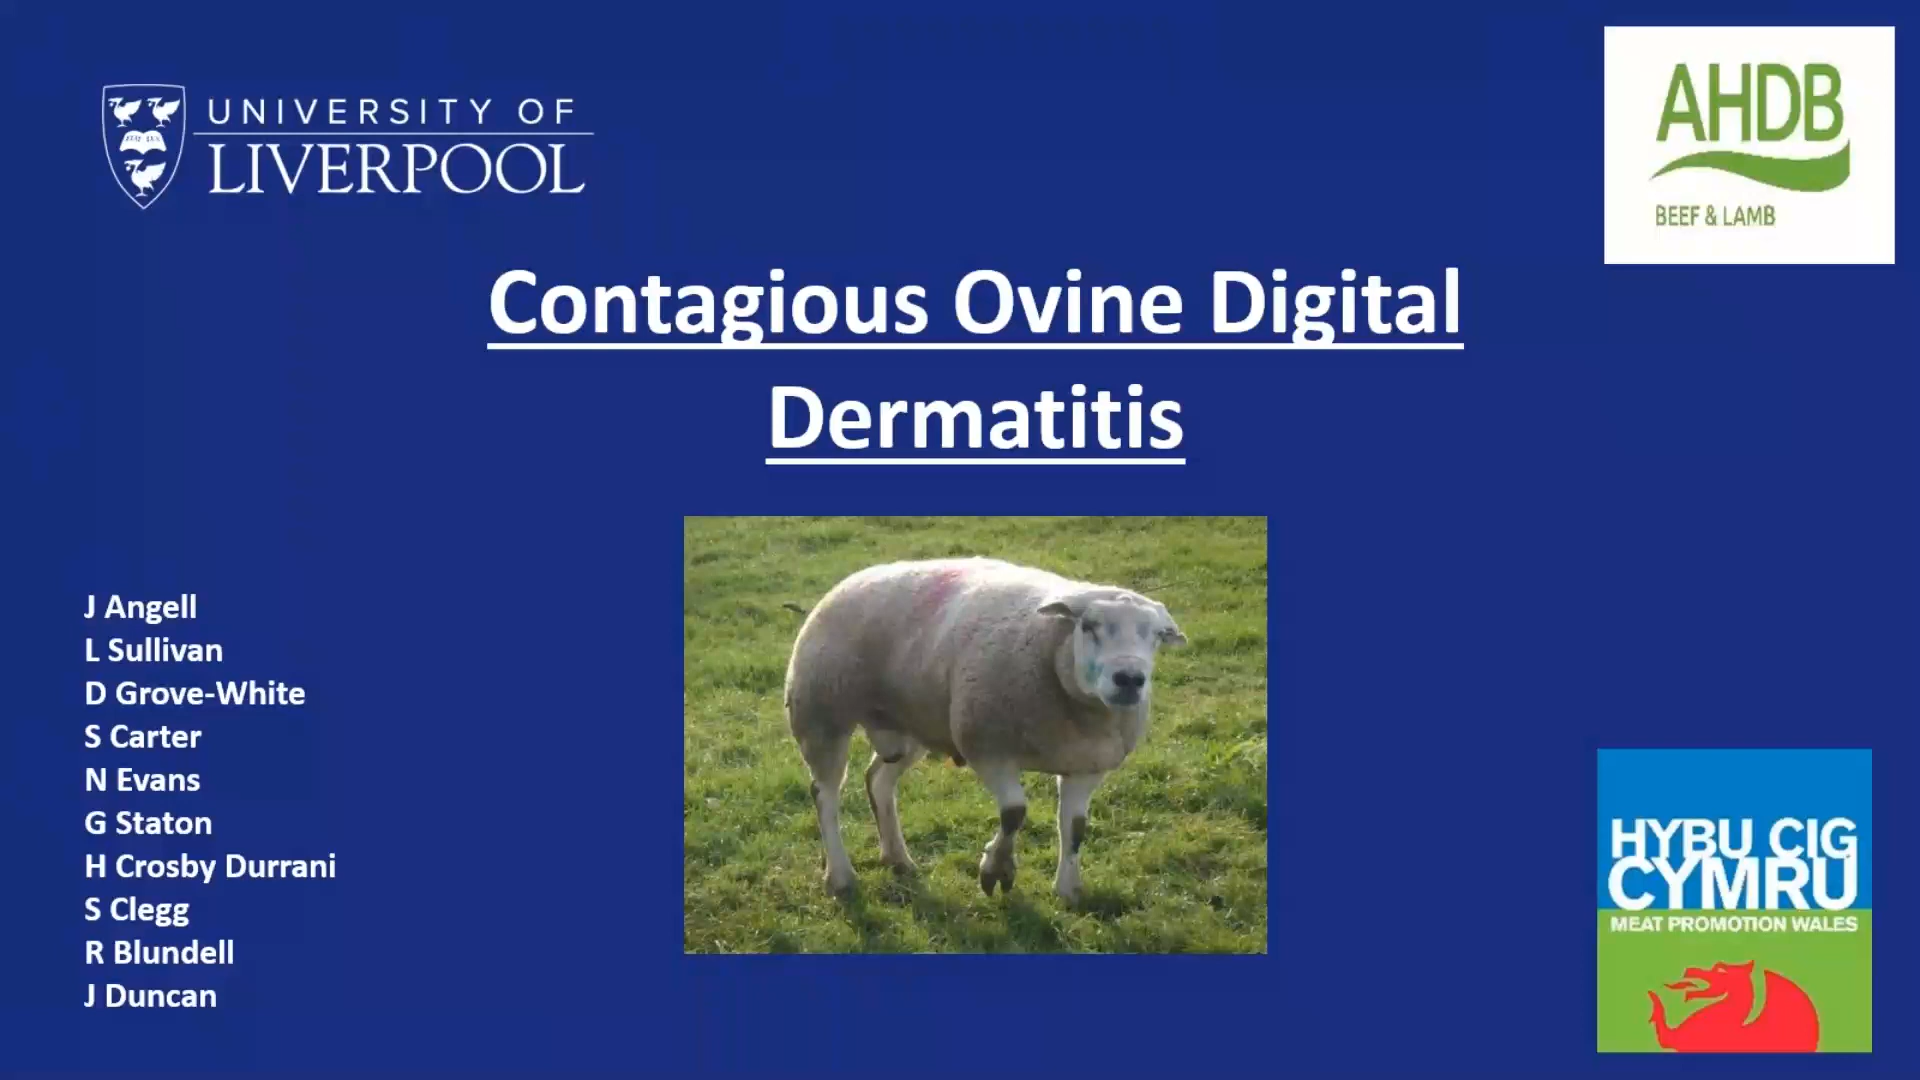 UNIVERSITY OF
LIVERPOOL
AHDB
BEEF & LAMB
Contagious Ovine Digital
Dermatitis
J Angell
L Sullivan
D Grove-White
S Carter
N Evans
G Staton
H Crosby Durrani
S Clegg
R Blundell
J Duncan
HYBU CIG
CYMRU
MEAT PROMOTION WALES